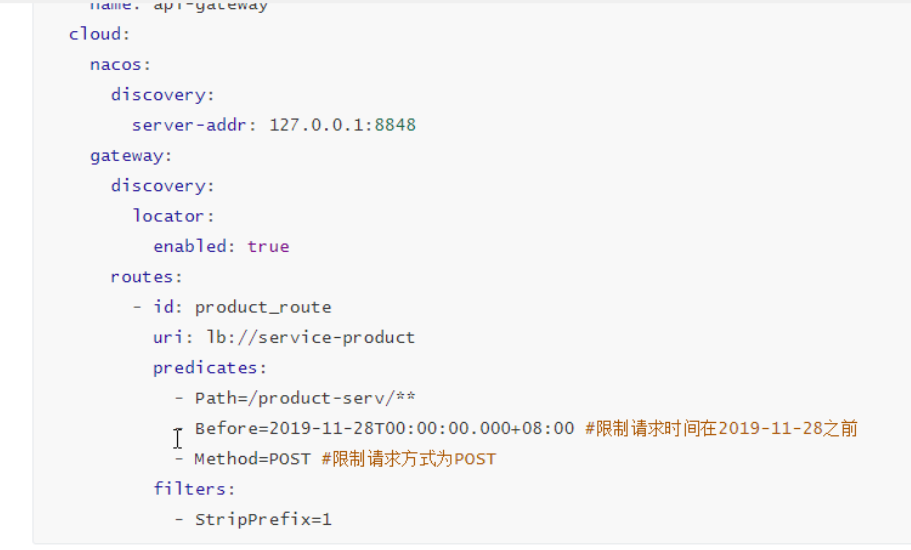 name: api-gateway
cloud:
nacos:
discovery:
server-addr: 127.0.0.1:8848
gateway:
discovery:
locator:
enabled: true
routes:
- id: product_route
uri: lb://service-product
predicates:
- Path=/product-serv/**
- Before=2019-11-28T00:00:00.000+08:00 #限制请求时间在2019-11-28之前
- Method=POST #限制请求方式为POST
filters:
- StripPrefix=1